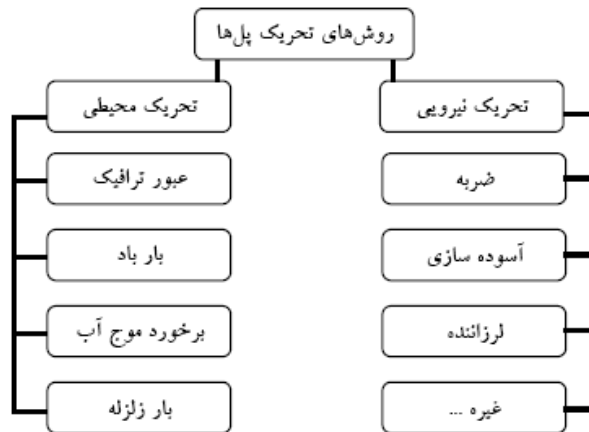 روش‌های تحریک پل‌ها
تحریک نیرویی
ضربه
آسوده سازی
لرزاننده
غیره ...
تحریک محیطی
عبور ترافیک
بار باد
برخورد موج آب
بار زلزله